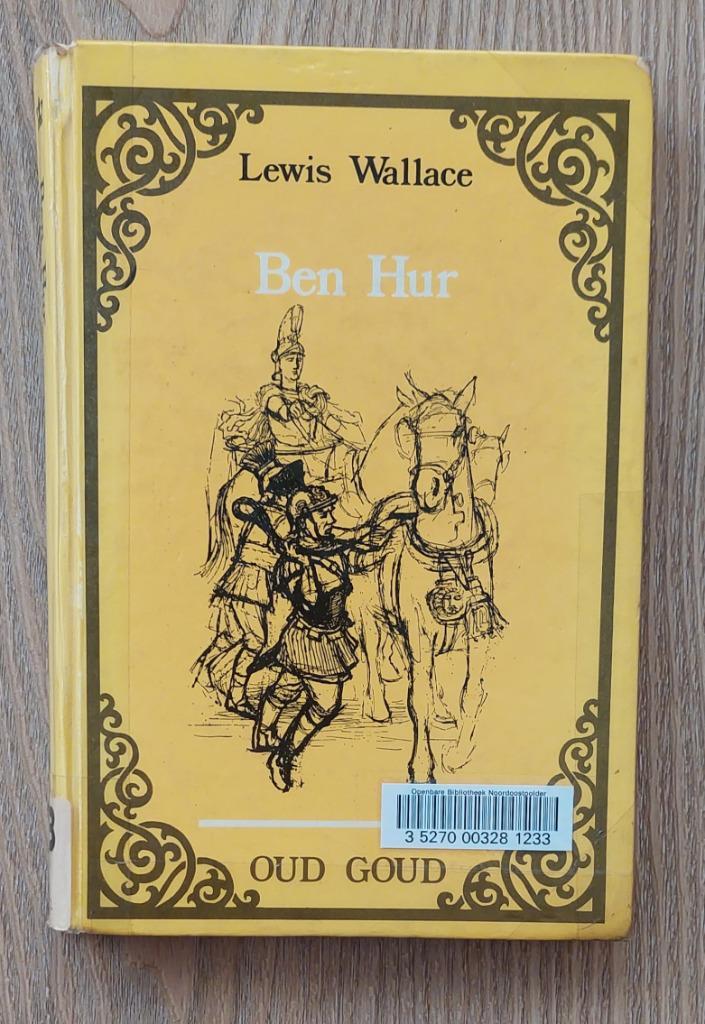 Lewis Wallace
Ben Hur
Openbare Bibliotheek Noordoostpolder
3 5270 00328 1233
OUD GOUD